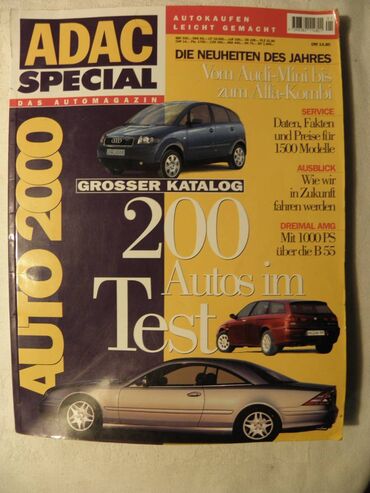 ADAC
SPECIAL
DAS AUTOMAGAZIN
AUTOKAUFEN
LEICHT GEMACHT
DIE NEUHEITEN DES JAHRES
Vom Audi-Mini bis
zum Alfa-Kombi
SERVICE
Daten, Fakten
und Preise für
1500 Modelle
AUSBLICK
Wie wir
in Zukunft
fahren werden
DREIMAL AMG
Mit 1000 PS
über die B 55
GROSSER KATALOG
200
Autos im
Test
AUTO 2000